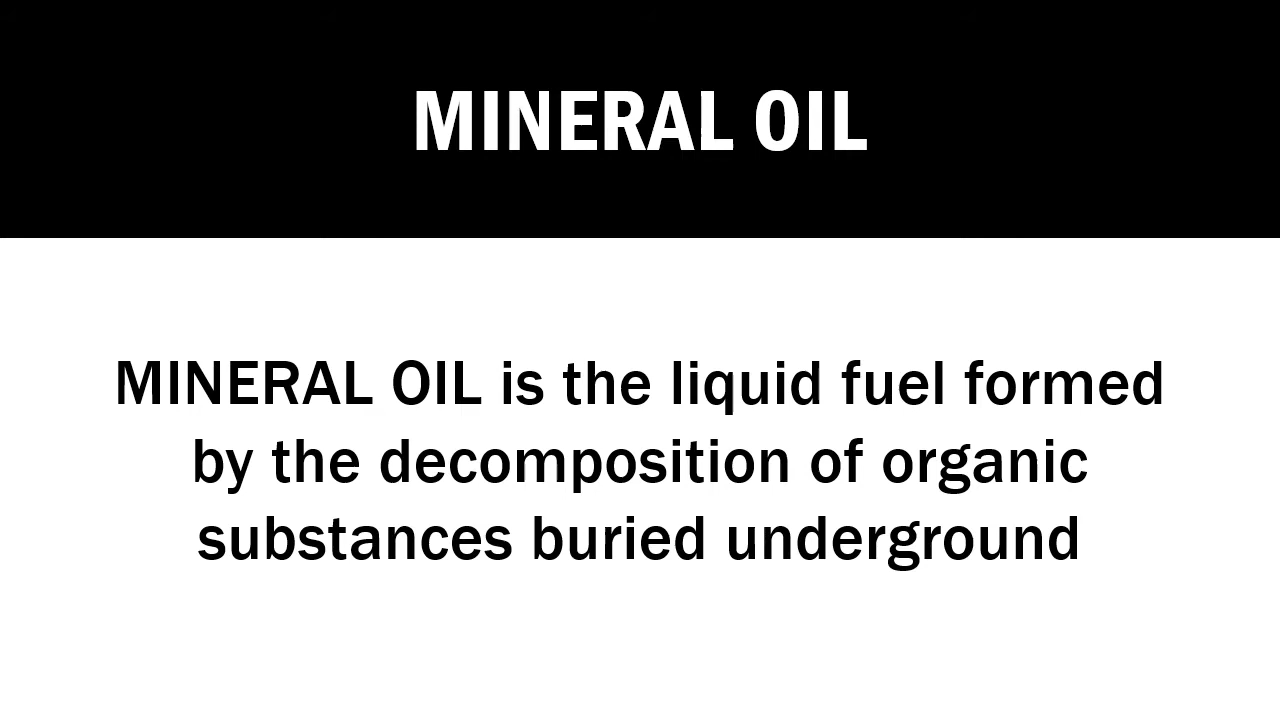 MINERAL OIL
MINERAL OIL is the liquid fuel formed
by the decomposition of organic
substances buried underground